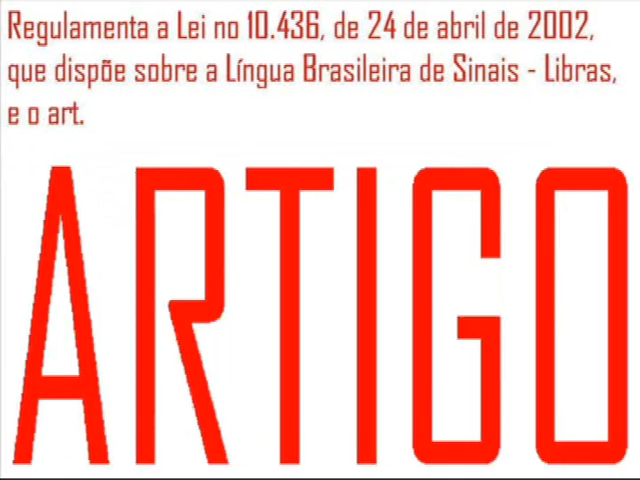 Regulamenta a Lei no 10.436, de 24 de abril de 2002,
que dispõe sobre a Língua Brasileira de Sinais - Libras,
e o art.
ARTIGO